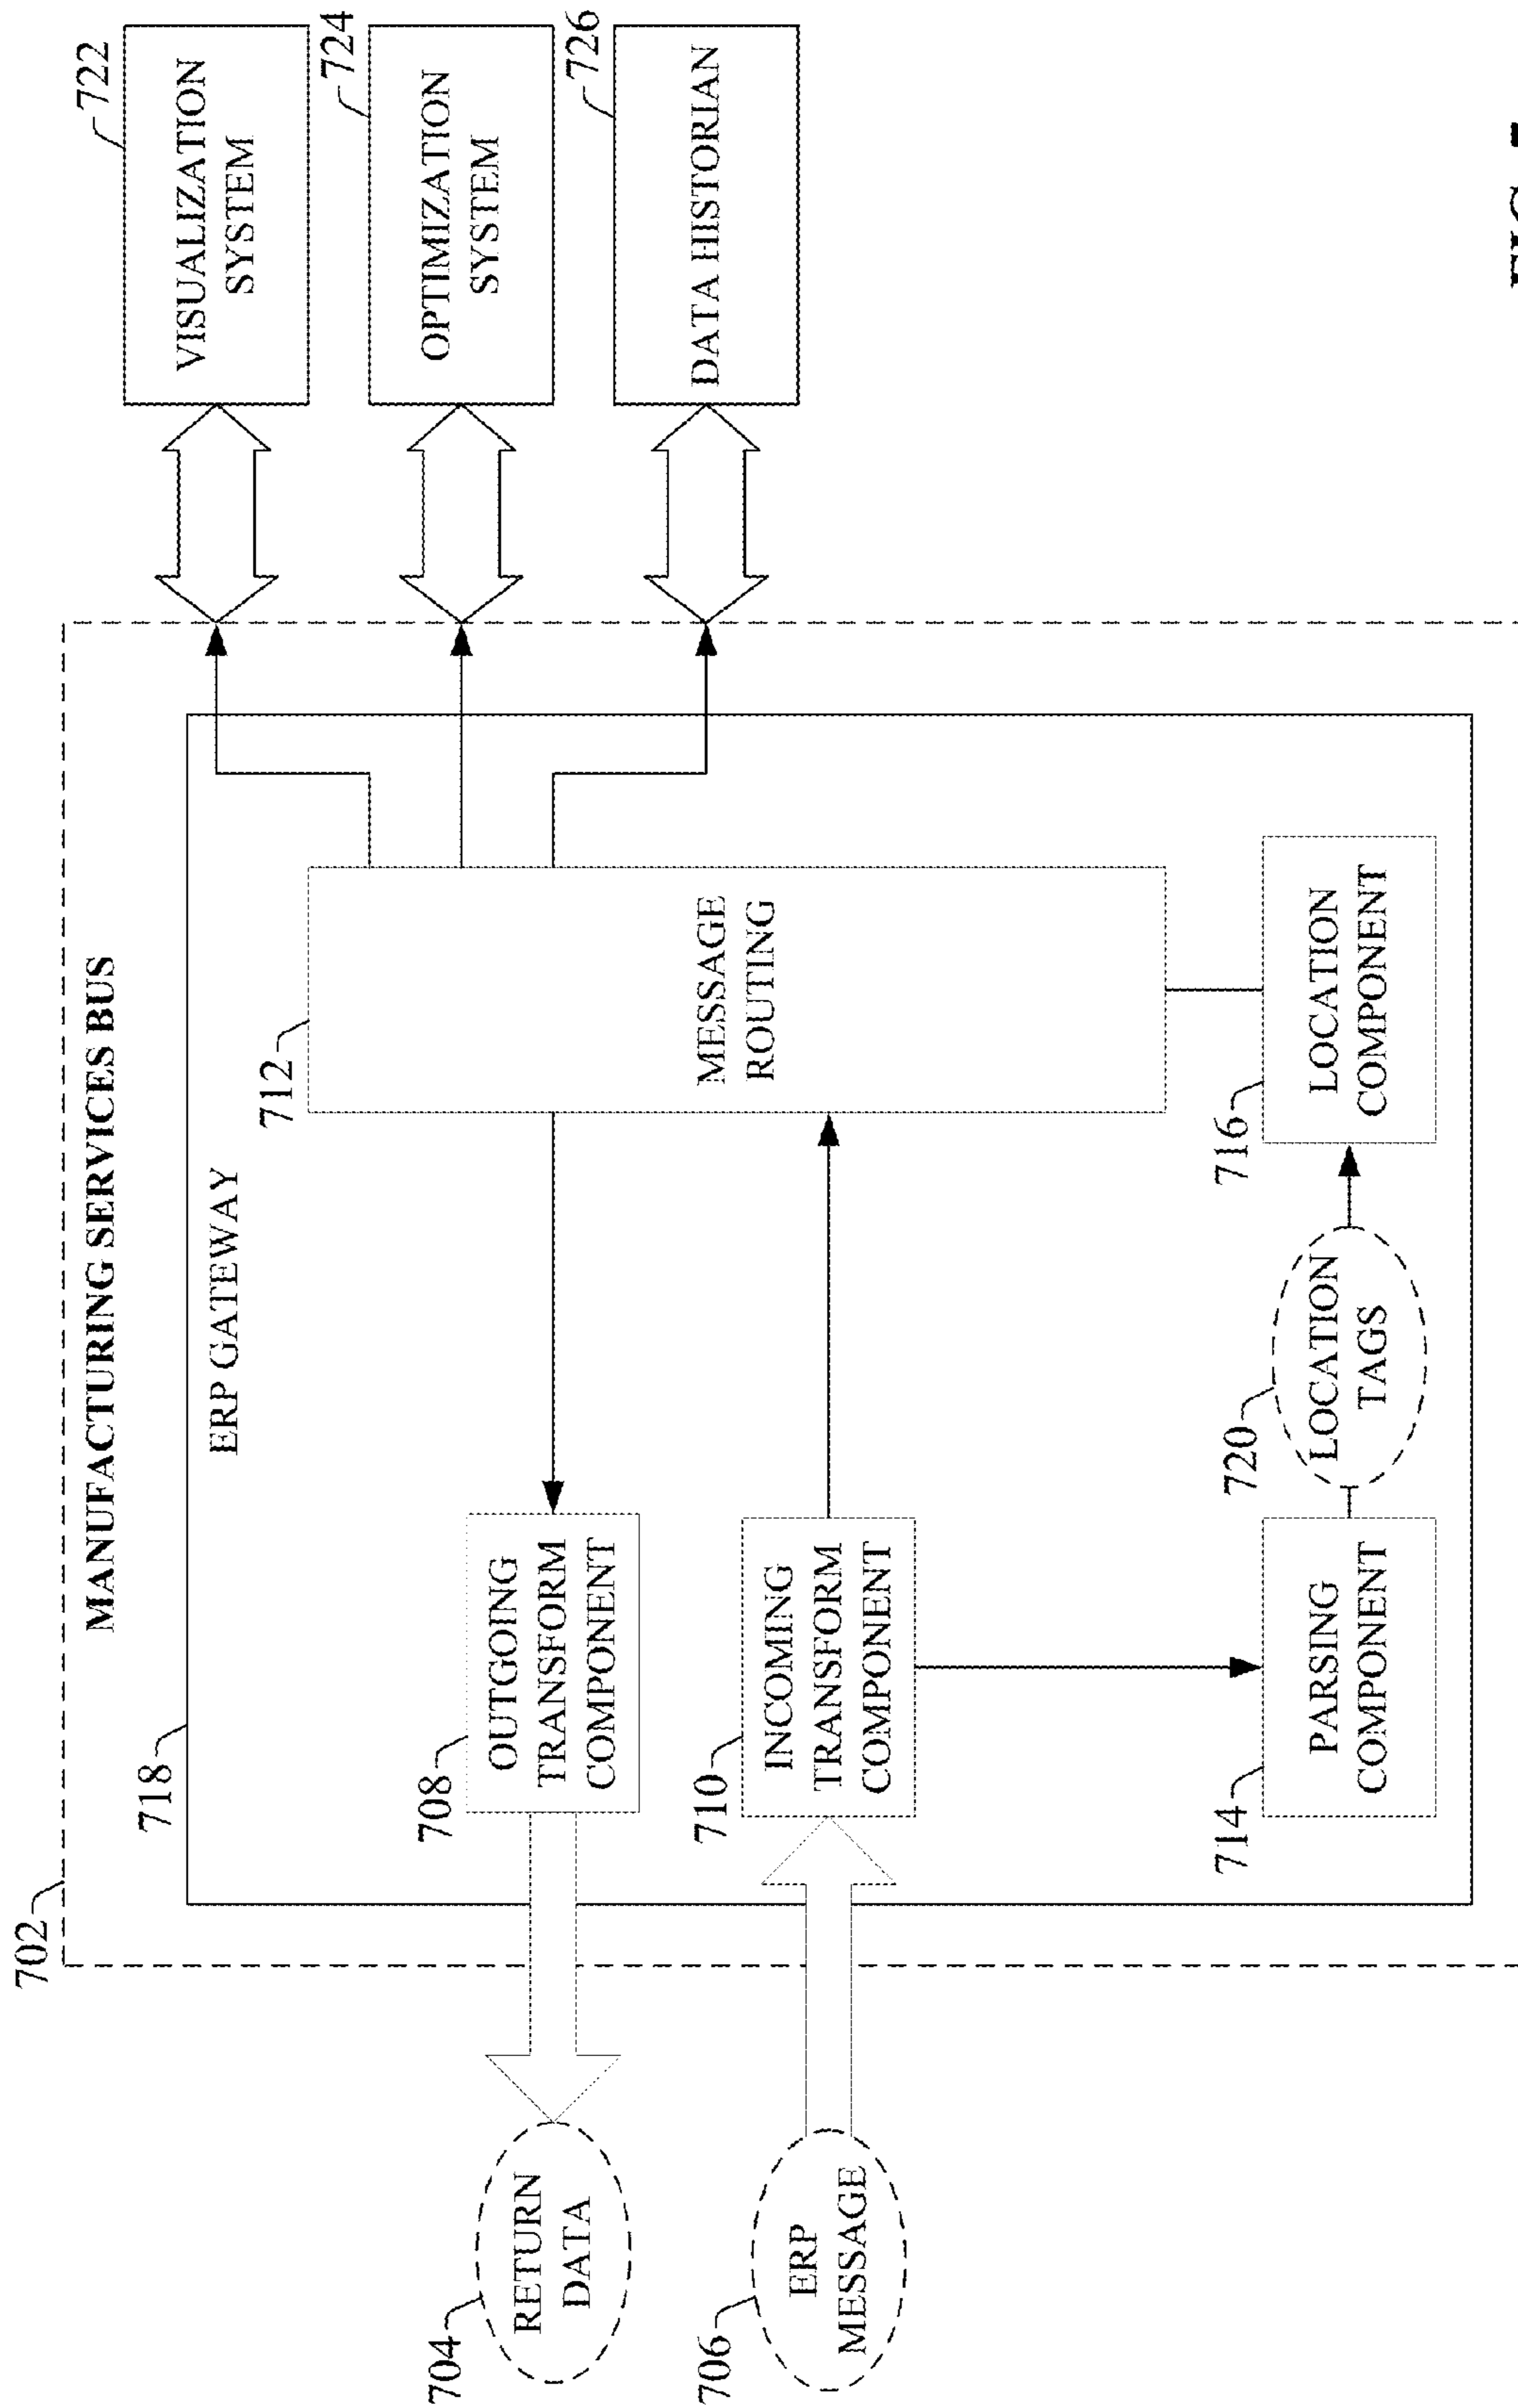 702
MANUFACTURING SERVICES BUS
718
ERP GATEWAY
704
RETURN
DATA
708
OUTGOING
TRANSFORM
COMPONENT
712
MESSAGE
ROUTING
706
ERP
MESSAGE
710
INCOMING
TRANSFORM
COMPONENT
714
PARSING
COMPONENT
720
LOCATION
TAGS
716
LOCATION
COMPONENT
722
VISUALIZATION
SYSTEM
724
OPTIMIZATION
SYSTEM
726
DATA HISTORIAN